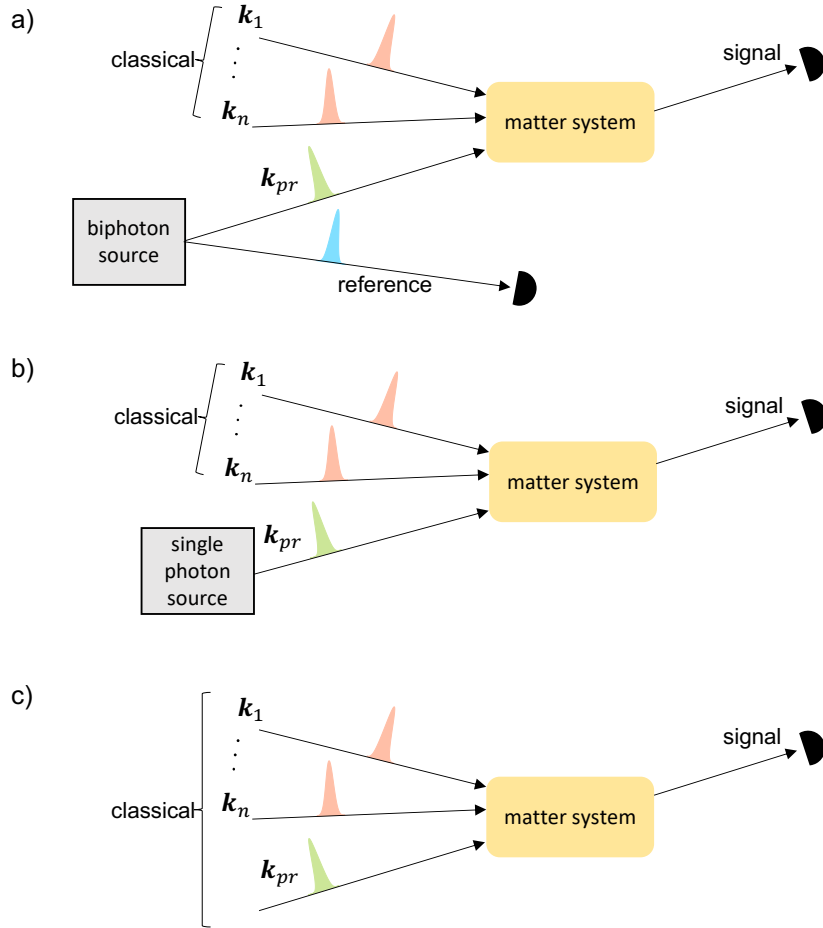 a)
k1
classical
. . .
kn
signal
matter system
kpr
biphoton
source
reference
b)
k1
classical
. . .
kn
signal
matter system
kpr
single
photon
source
c)
k1
. . .
signal
classical
kn
matter system
kpr